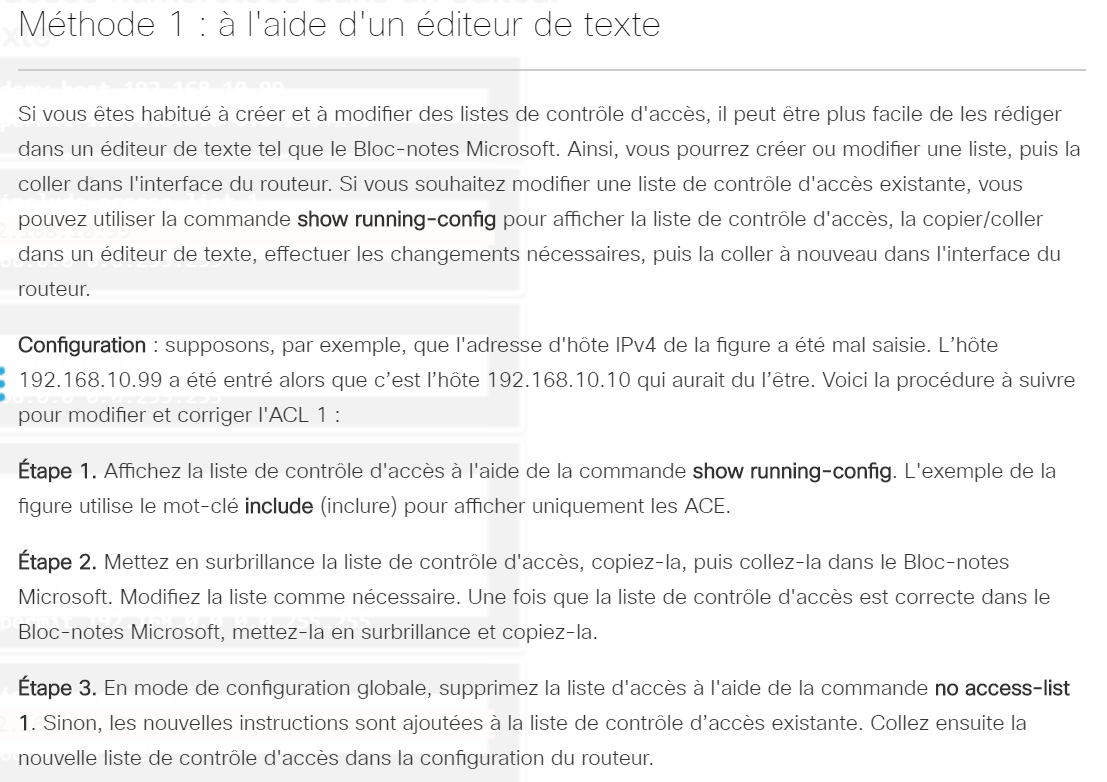 Méthode 1 : à l'aide d'un éditeur de texte
Si vous êtes habitué à créer et à modifier des listes de contrôle d'accès, il peut être plus facile de les rédiger
dans un éditeur de texte tel que le Bloc-notes Microsoft. Ainsi, vous pourrez créer ou modifier une liste, puis la
coller dans l'interface du routeur. Si vous souhaitez modifier une liste de contrôle d'accès existante, vous
pouvez utiliser la commande show running-config pour afficher la liste de contrôle d'accès, la copier/coller
dans un éditeur de texte, effectuer les changements nécessaires, puis la coller à nouveau dans l'interface du
routeur.
Configuration : supposons, par exemple, que l'adresse d'hôte IPv4 de la figure a été mal saisie. L’hôte
192.168.10.99 a été entré alors que c’est l’hôte 192.168.10.10 qui aurait du l’être. Voici la procédure à suivre
pour modifier et corriger l'ACL 1 :
Étape 1. Affichez la liste de contrôle d'accès à l'aide de la commande show running-config. L'exemple de la
figure utilise le mot-clé include (inclure) pour afficher uniquement les ACE.
Étape 2. Mettez en surbrillance la liste de contrôle d'accès, copiez-la, puis collez-la dans le Bloc-notes
Microsoft. Modifiez la liste comme nécessaire. Une fois que la liste de contrôle d'accès est correcte dans le
Bloc-notes Microsoft, mettez-la en surbrillance et copiez-la.
Étape 3. En mode de configuration globale, supprimez la liste d'accès à l'aide de la commande no access-list
1. Sinon, les nouvelles instructions sont ajoutées à la liste de contrôle d’accès existante. Collez ensuite la
nouvelle liste de contrôle d'accès dans la configuration du routeur.